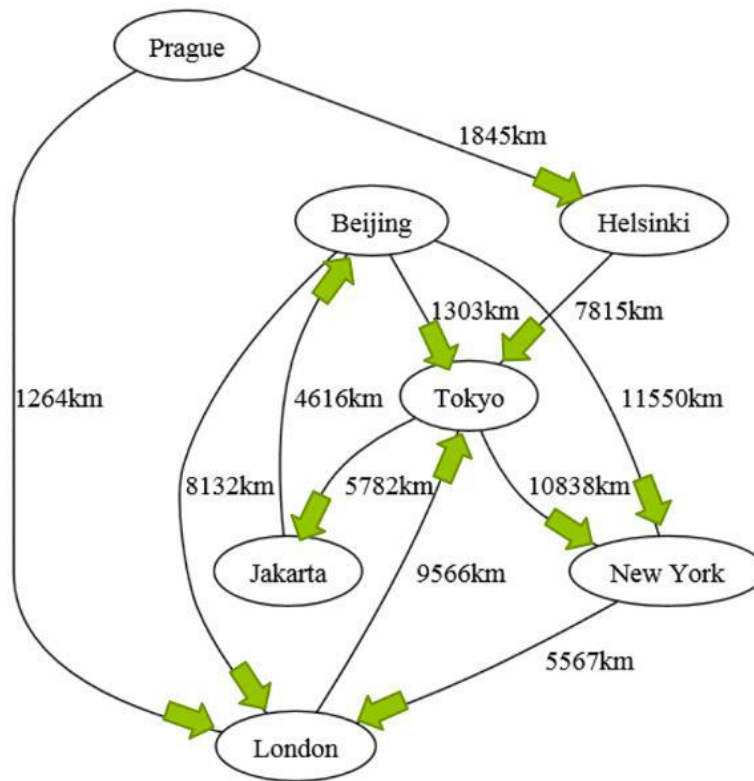 Prague
1845km
Beijing
Helsinki
1303km
7815km
1264km
4616km
Tokyo
11550km
8132km
5782km
10838km
Jakarta
9566km
New York
5567km
London